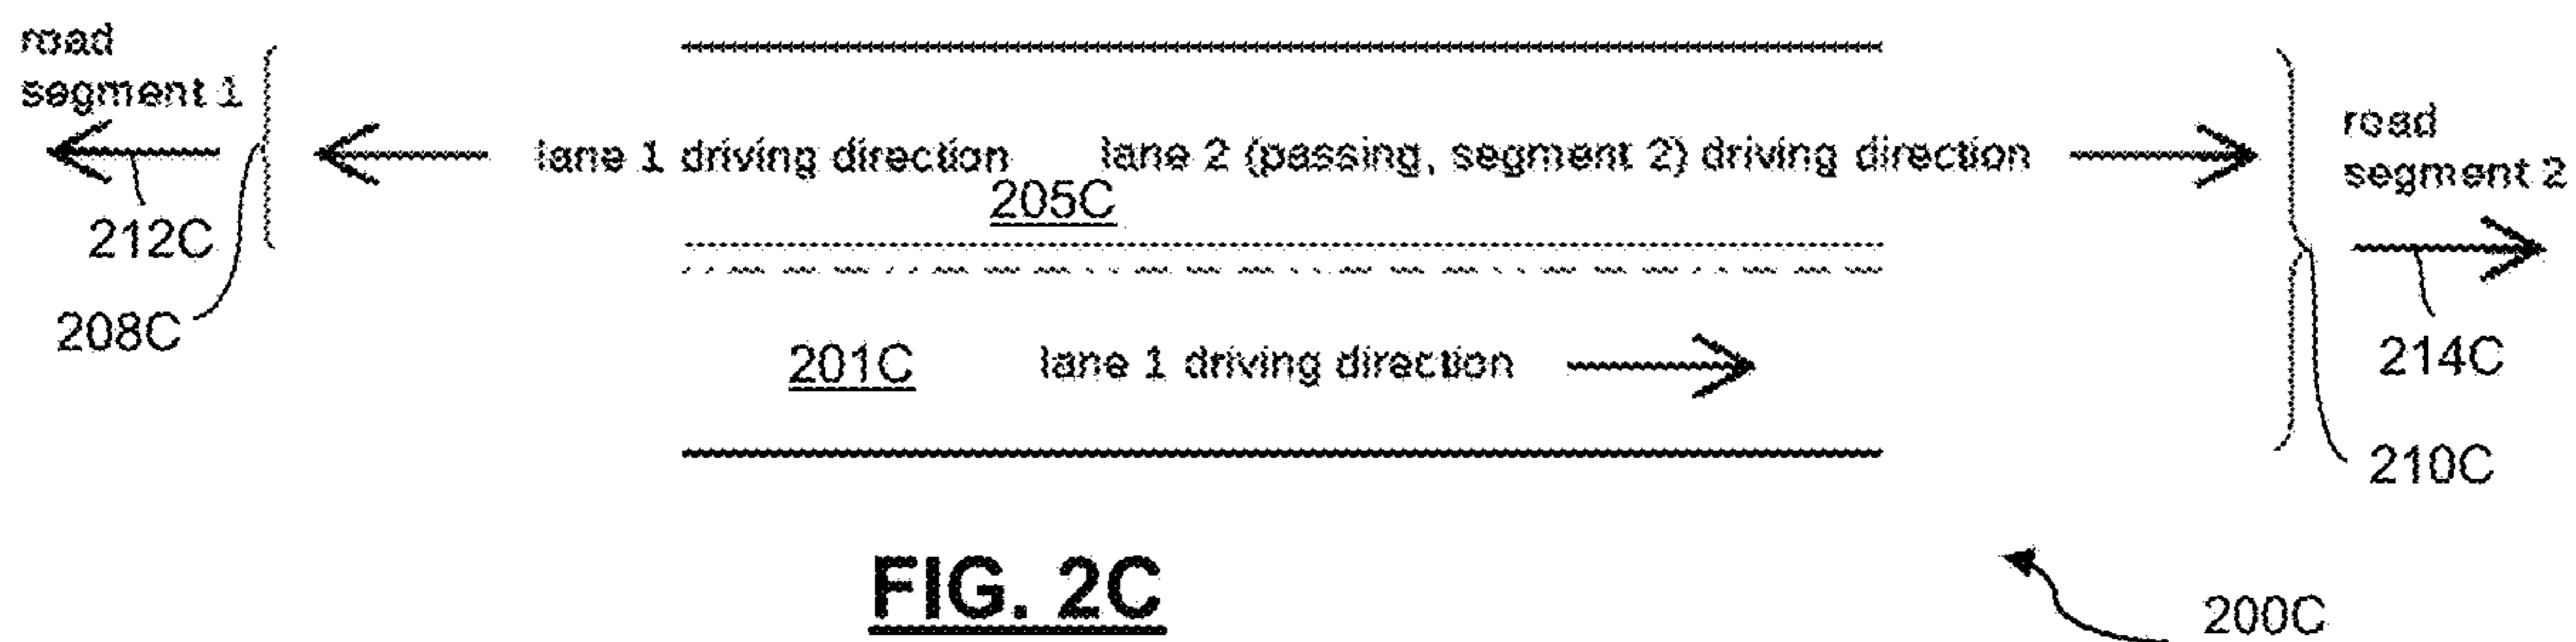 road
segment 1
lane 1 driving direction
lane 2 (passing, segment 2) driving direction
road
segment 2
205C
212C
208C
201C
lane 1 driving direction
214C
210C
FIG. 2C
200C